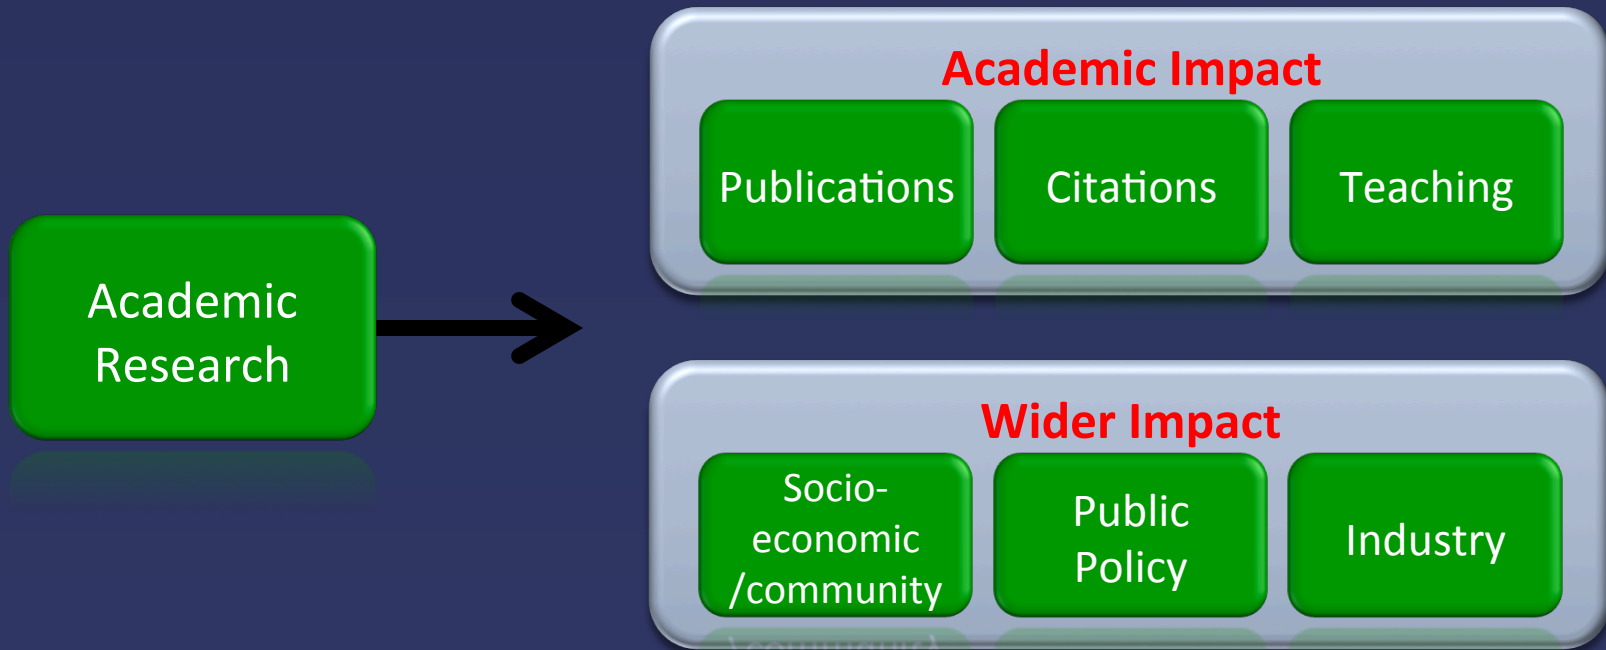 Academic
Research
Academic Impact
Publications
Citations
Teaching
Wider Impact
Socio-
economic
/community
Public
Policy
Industry